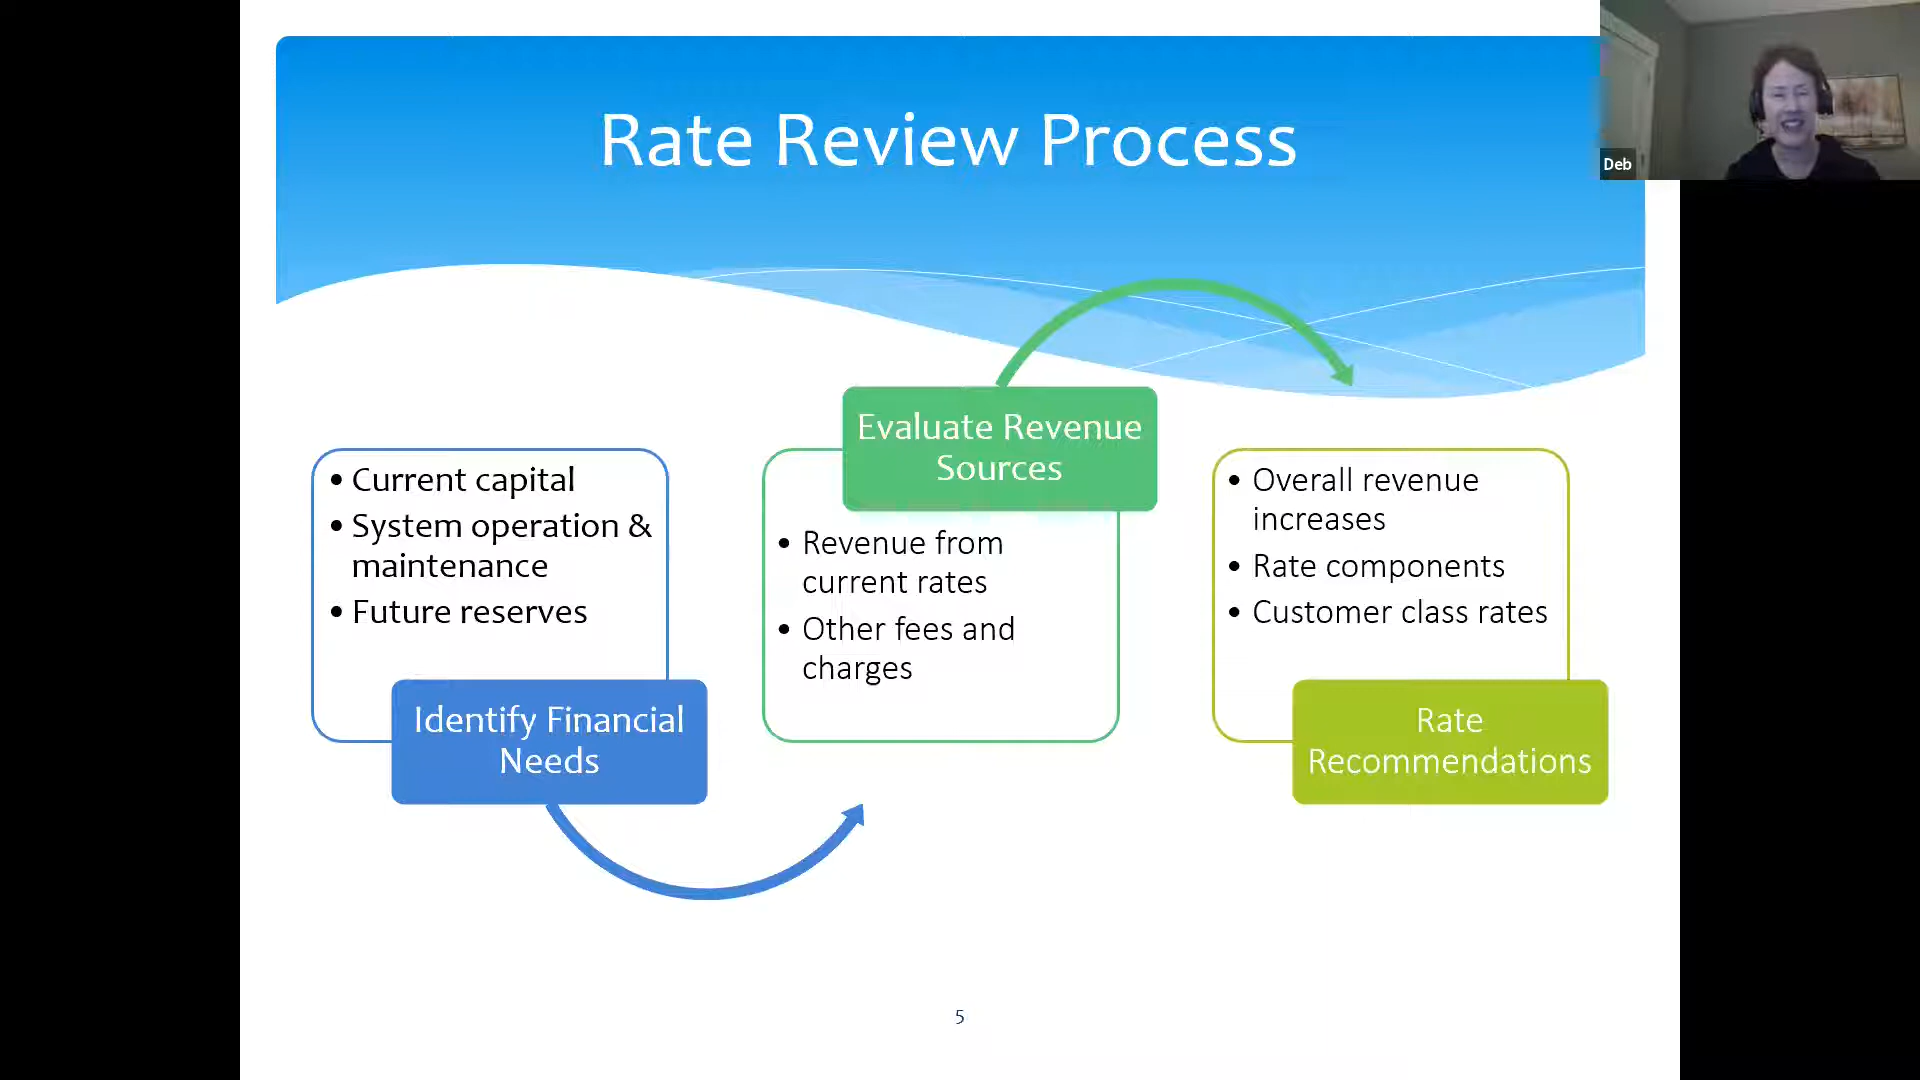 Rate Review Process
Deb
• Current capital
• System operation &
maintenance
• Future reserves
Identify Financial
Needs
Evaluate Revenue
Sources
• Revenue from
current rates
• Other fees and
charges
• Overall revenue
increases
• Rate components
• Customer class rates
Rate
Recommendations
5